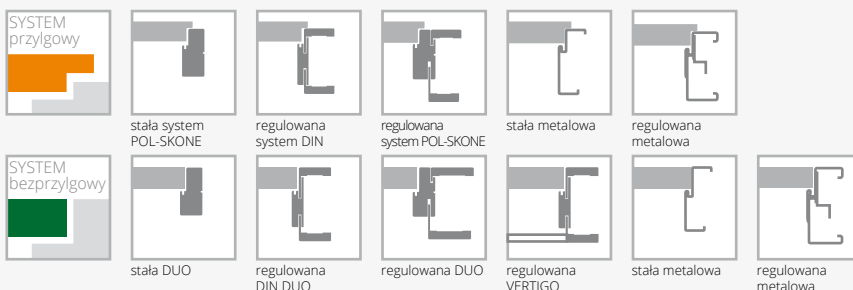 SYSTEM
przylgowy
stała system
POL-SKONE
regulowana
system DIN
regulowana
system POL-SKONE
stała metalowa
regulowana
metalowa
SYSTEM
bezprzylgowy
stała DUO
regulowana
DIN DUO
regulowana DUO
regulowana
VERTIGO
stała metalowa
regulowana
metalowa